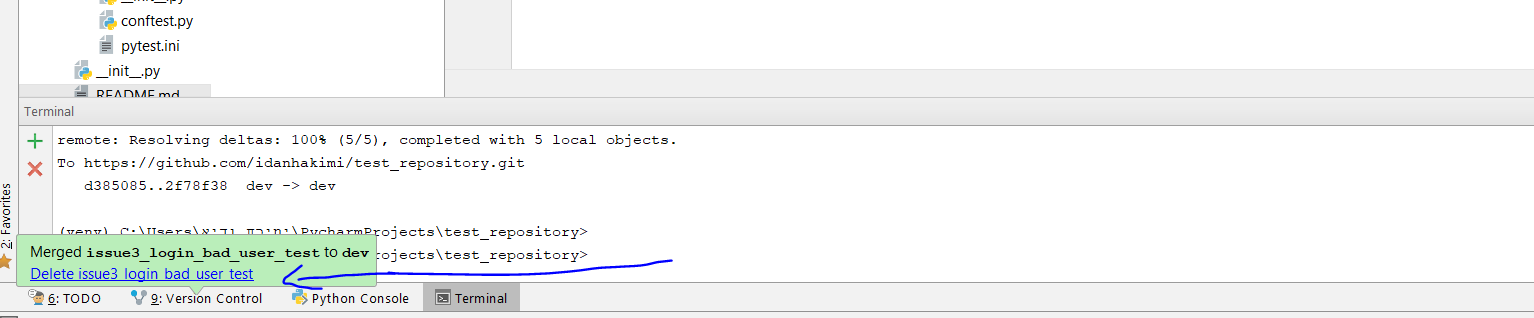 __init__.py
conftest.py
pytest.ini
__init__.py
README.md
Terminal
remote: Resolving deltas: 100% (5/5), completed with 5 local objects.
To https://github.com/idanhakimi/test_repository.git
d385085..2f78f38 dev -> dev
(venv) C:\Users\ \PycharmProjects\test_repository>
rojects\test_repository>
Merged issue3_login_bad_user_test to dev
Delete issue3_login_bad_user_test
2: Favorites
6: TODO
9: Version Control
Python Console
Terminal